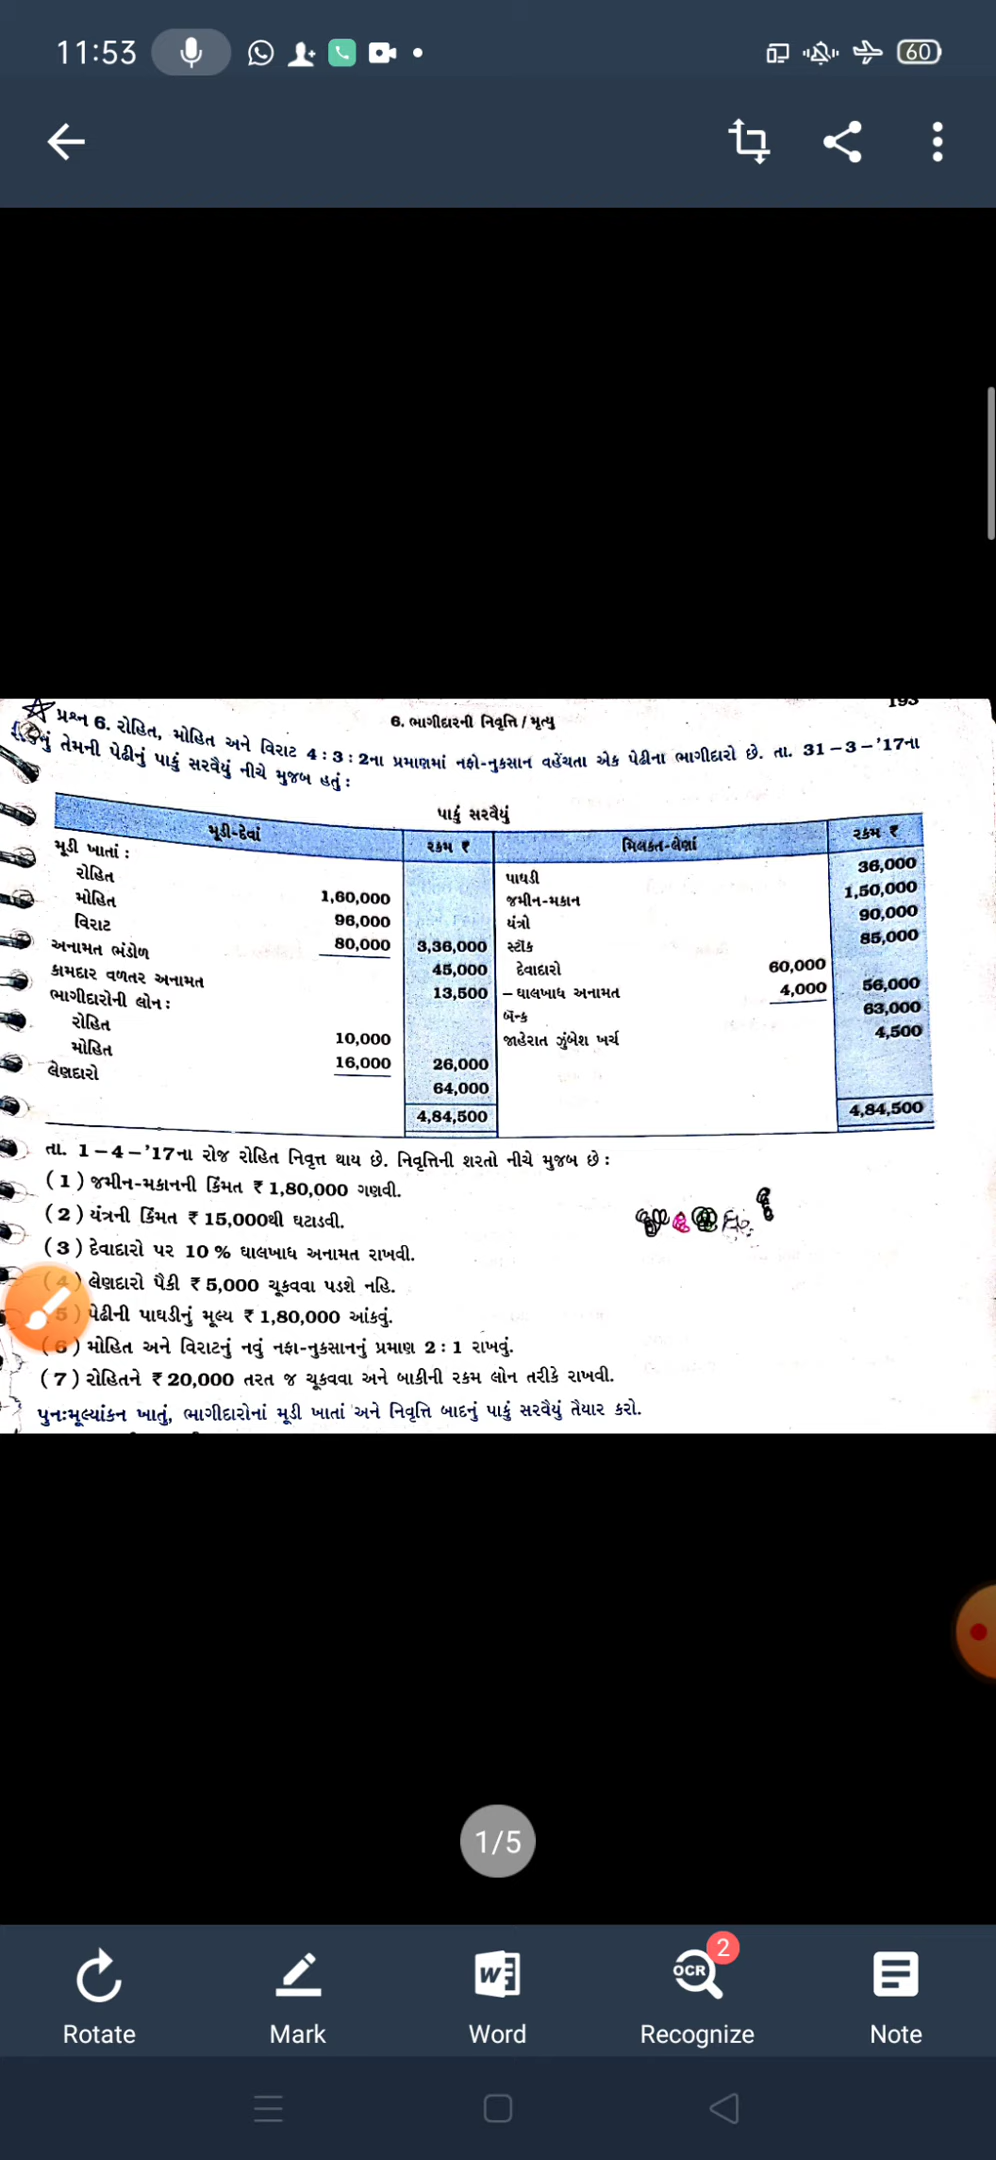 11:53
60
193
6. ભાગીદારની નિવૃત્તિ / મૃત્યુ
પ્રશ્ન 6. રોહિત, મોહિત અને વિરાટ 4 : 3 : 2ના પ્રમાણમાં નફો-નુકસાન વહેંચતા એક પેઢીના ભાગીદારો છે. તા. 31 – 3 – '17ના
તેમની પેઢીનું પાકું સરવૈયું નીચે મુજબ હતું :
પાકું સરવૈયું
મૂડી-દેવાં રકમ ₹ મિલકત-લેણાં રકમ ₹
મૂડી ખાતાં : પાઘડી 36,000
રોહિત 1,60,000 જમીન-મકાન 1,50,000
મોહિત 96,000 યંત્રો 90,000
વિરાટ 80,000 3,36,000 સ્ટૉક 85,000
અનામત ભંડોળ 45,000 દેવાદારો 60,000
કામદાર વળતર અનામત 13,500 – ઘાલખાધ અનામત 4,000 56,000
ભાગીદારોની લોન : બૅન્ક 63,000
રોહિત 10,000 જાહેરાત ઝુંબેશ ખર્ચ 4,500
મોહિત 16,000 26,000
લેણદારો 64,000
4,84,500 4,84,500
તા. 1 – 4 – '17ના રોજ રોહિત નિવૃત્ત થાય છે. નિવૃત્તિની શરતો નીચે મુજબ છે :
( 1 ) જમીન-મકાનની કિંમત ₹ 1,80,000 ગણવી.
( 2 ) યંત્રની કિંમત ₹ 15,000થી ઘટાડવી.
( 3 ) દેવાદારો પર 10 % ઘાલખાધ અનામત રાખવી.
( 4 ) લેણદારો પૈકી ₹ 5,000 ચૂકવવા પડશે નહિ.
5 ) પેઢીની પાઘડીનું મૂલ્ય ₹ 1,80,000 આંકવું.
( 6 ) મોહિત અને વિરાટનું નવું નફા-નુકસાનનું પ્રમાણ 2 : 1 રાખવું.
( 7 ) રોહિતને ₹ 20,000 તરત જ ચૂકવવા અને બાકીની રકમ લોન તરીકે રાખવી.
પુનઃમૂલ્યાંકન ખાતું, ભાગીદારોનાં મૂડી ખાતાં અને નિવૃત્તિ બાદનું પાકું સરવૈયું તૈયાર કરો.
1/5
W
OCR
2
Rotate Mark Word Recognize Note